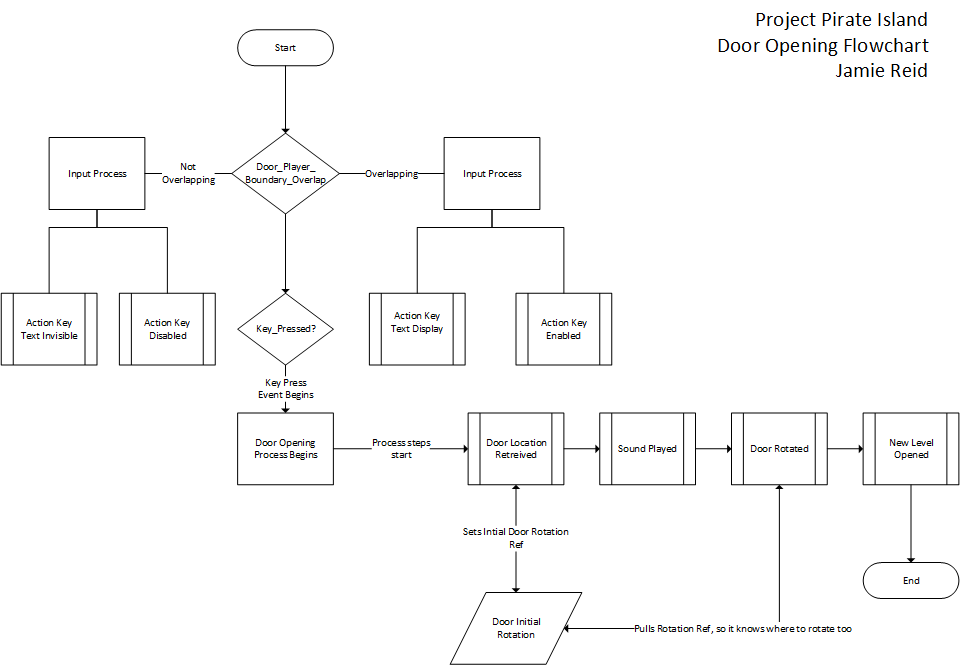 Project Pirate Island
Door Opening Flowchart
Jamie Reid
Start
Input Process
Not
Overlapping
Door_Player_
Boundary_Overlap
Overlapping
Input Process
Action Key
Text Invisible
Action Key
Disabled
Key_Pressed?
Action Key
Text Display
Action Key
Enabled
Key Press
Event Begins
Door Opening
Process Begins
Process steps
start
Door Location
Retreived
Sound Played
Door Rotated
New Level
Opened
Sets Intial Door Rotation
Ref
End
Door Initial
Rotation
Pulls Rotation Ref, so it knows where to rotate too